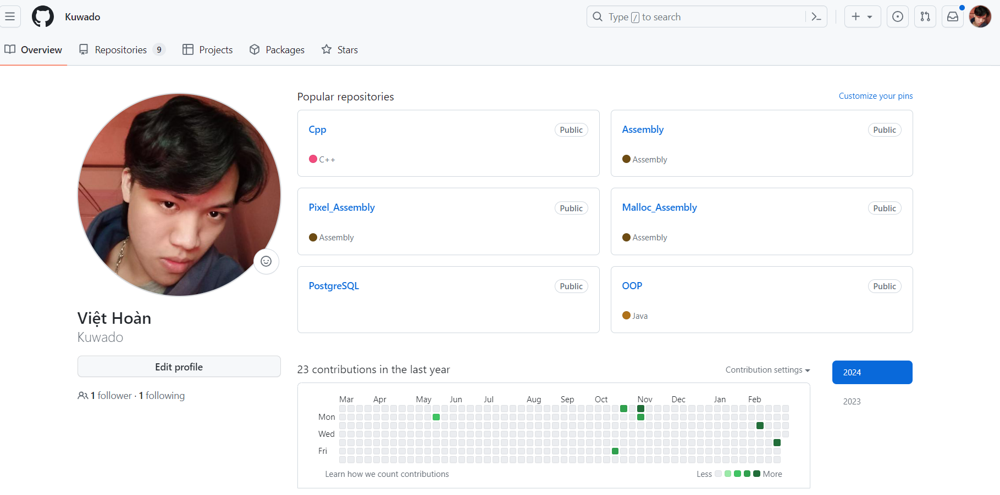 Kuwado
Type / to search
Overview
Repositories 9
Projects
Packages
Stars
Popular repositories
Customize your pins
Cpp
Public
C++
Assembly
Public
Assembly
Pixel_Assembly
Public
Assembly
Malloc_Assembly
Public
Assembly
PostgreSQL
Public
OOP
Public
Java
Việt Hoàn
Kuwado
Edit profile
1 follower · 1 following
23 contributions in the last year
Contribution settings
2024
2023
Mar Apr May Jun Jul Aug Sep Oct Nov Dec Jan Feb
Mon
Wed
Fri
Learn how we count contributions
Less More